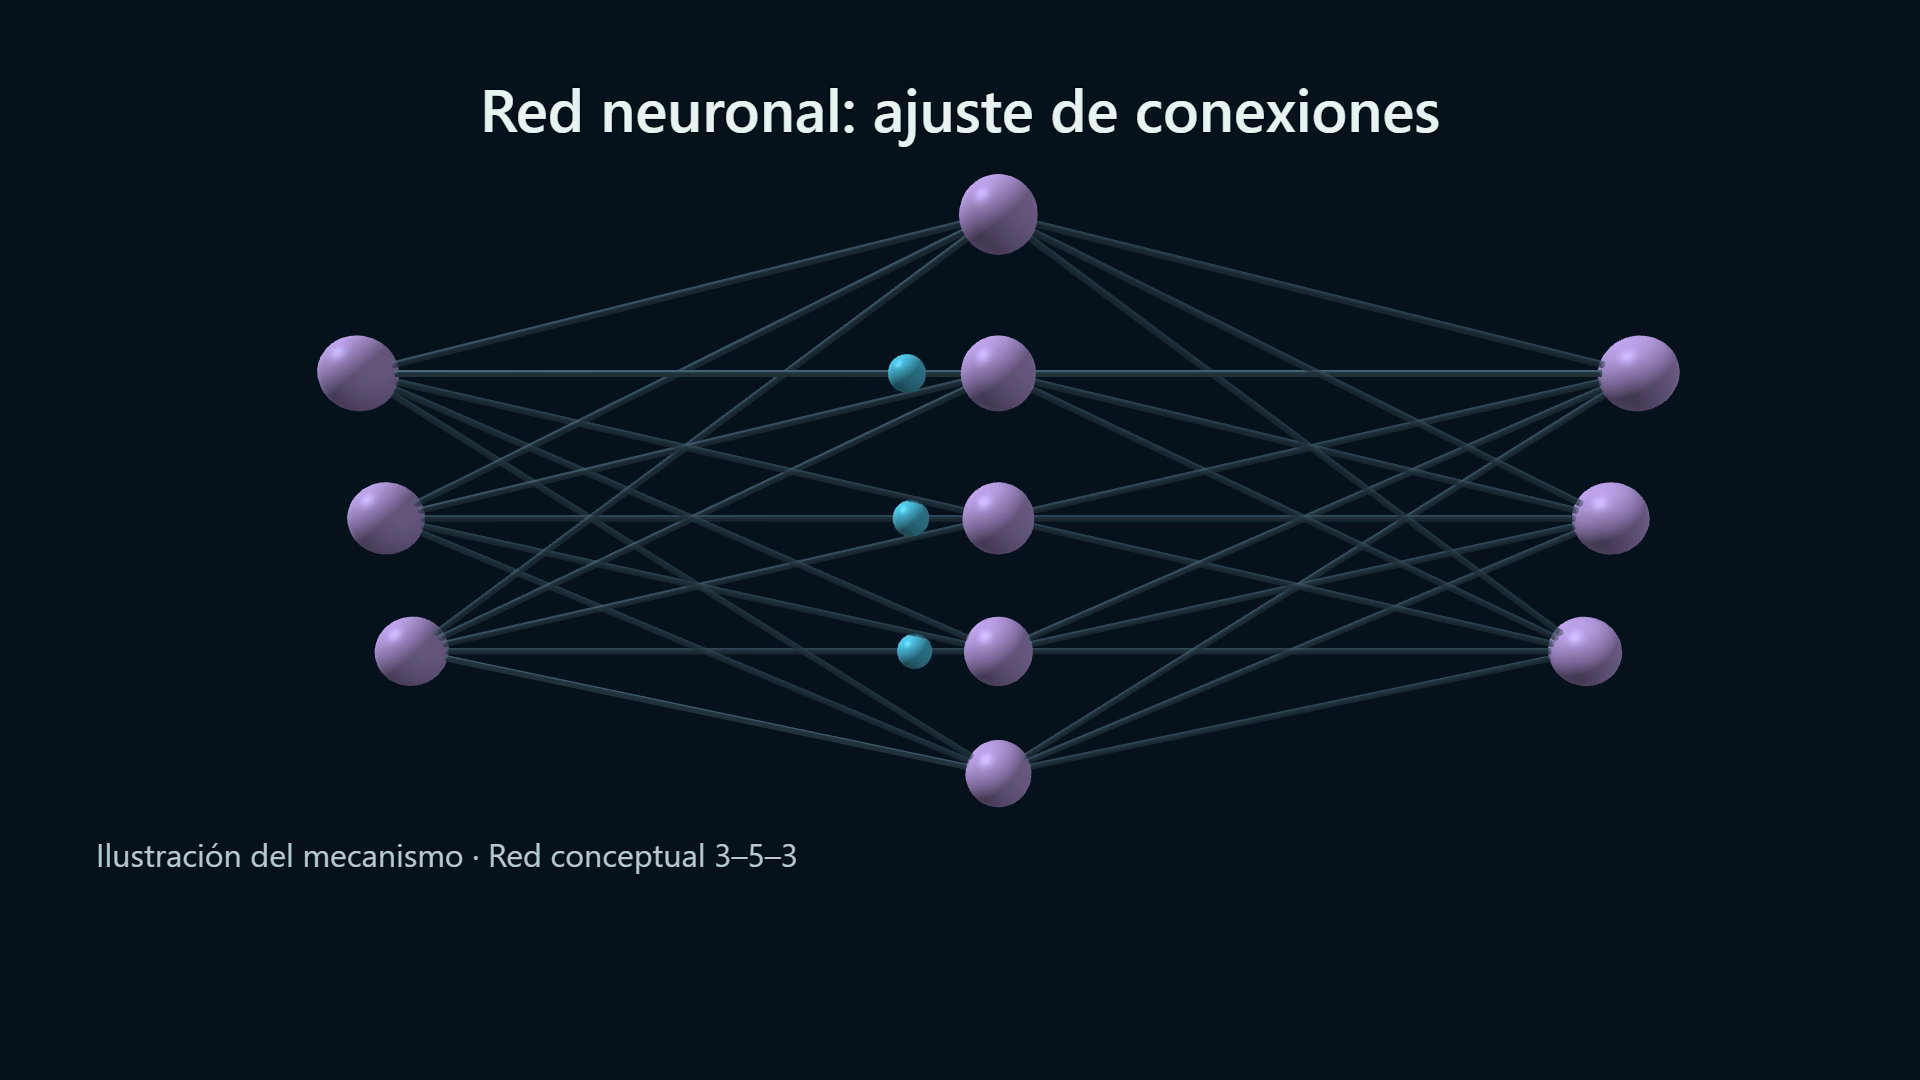 Red neuronal: ajuste de conexiones
Ilustración del mecanismo · Red conceptual 3–5–3